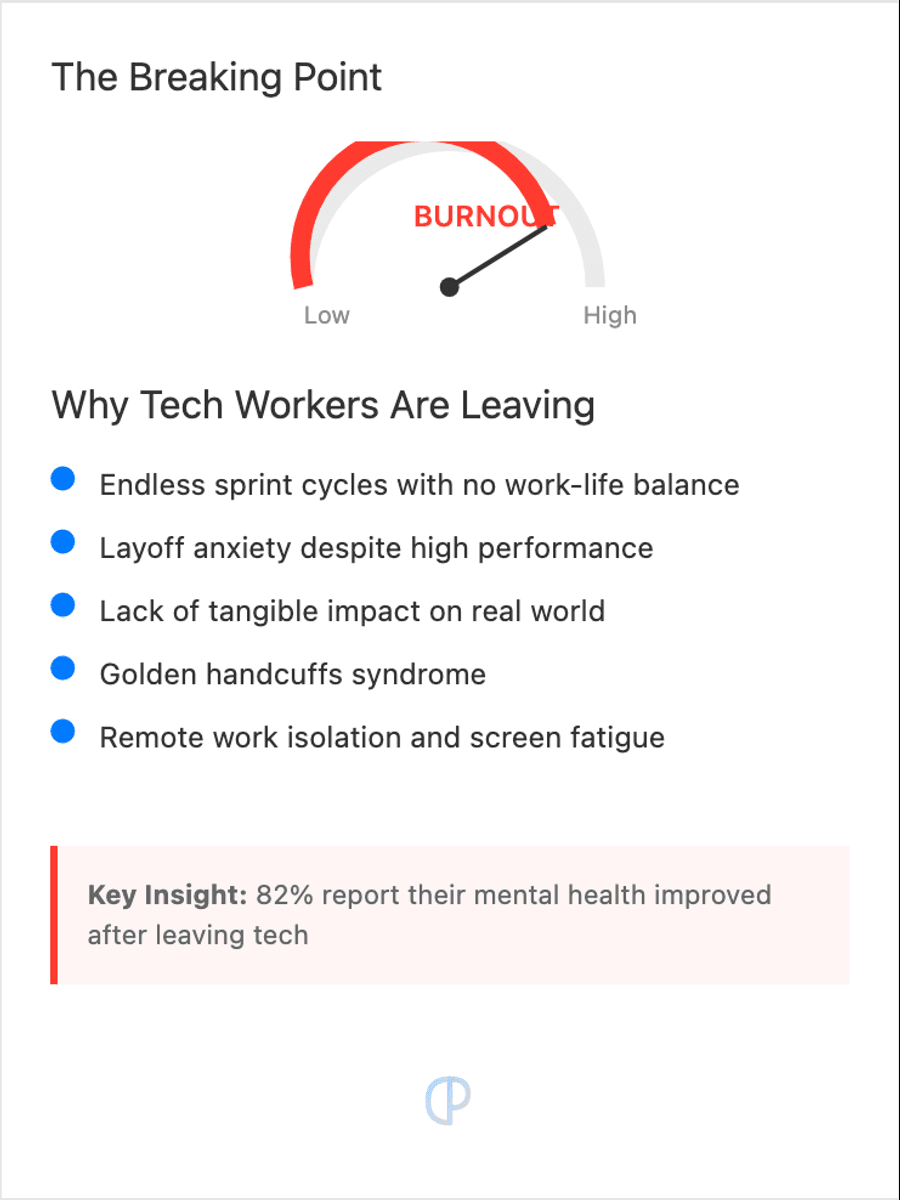 The Breaking Point
BURNOUT
Low
High
Why Tech Workers Are Leaving
Endless sprint cycles with no work-life balance
Layoff anxiety despite high performance
Lack of tangible impact on real world
Golden handcuffs syndrome
Remote work isolation and screen fatigue
Key Insight: 82% report their mental health improved
after leaving tech